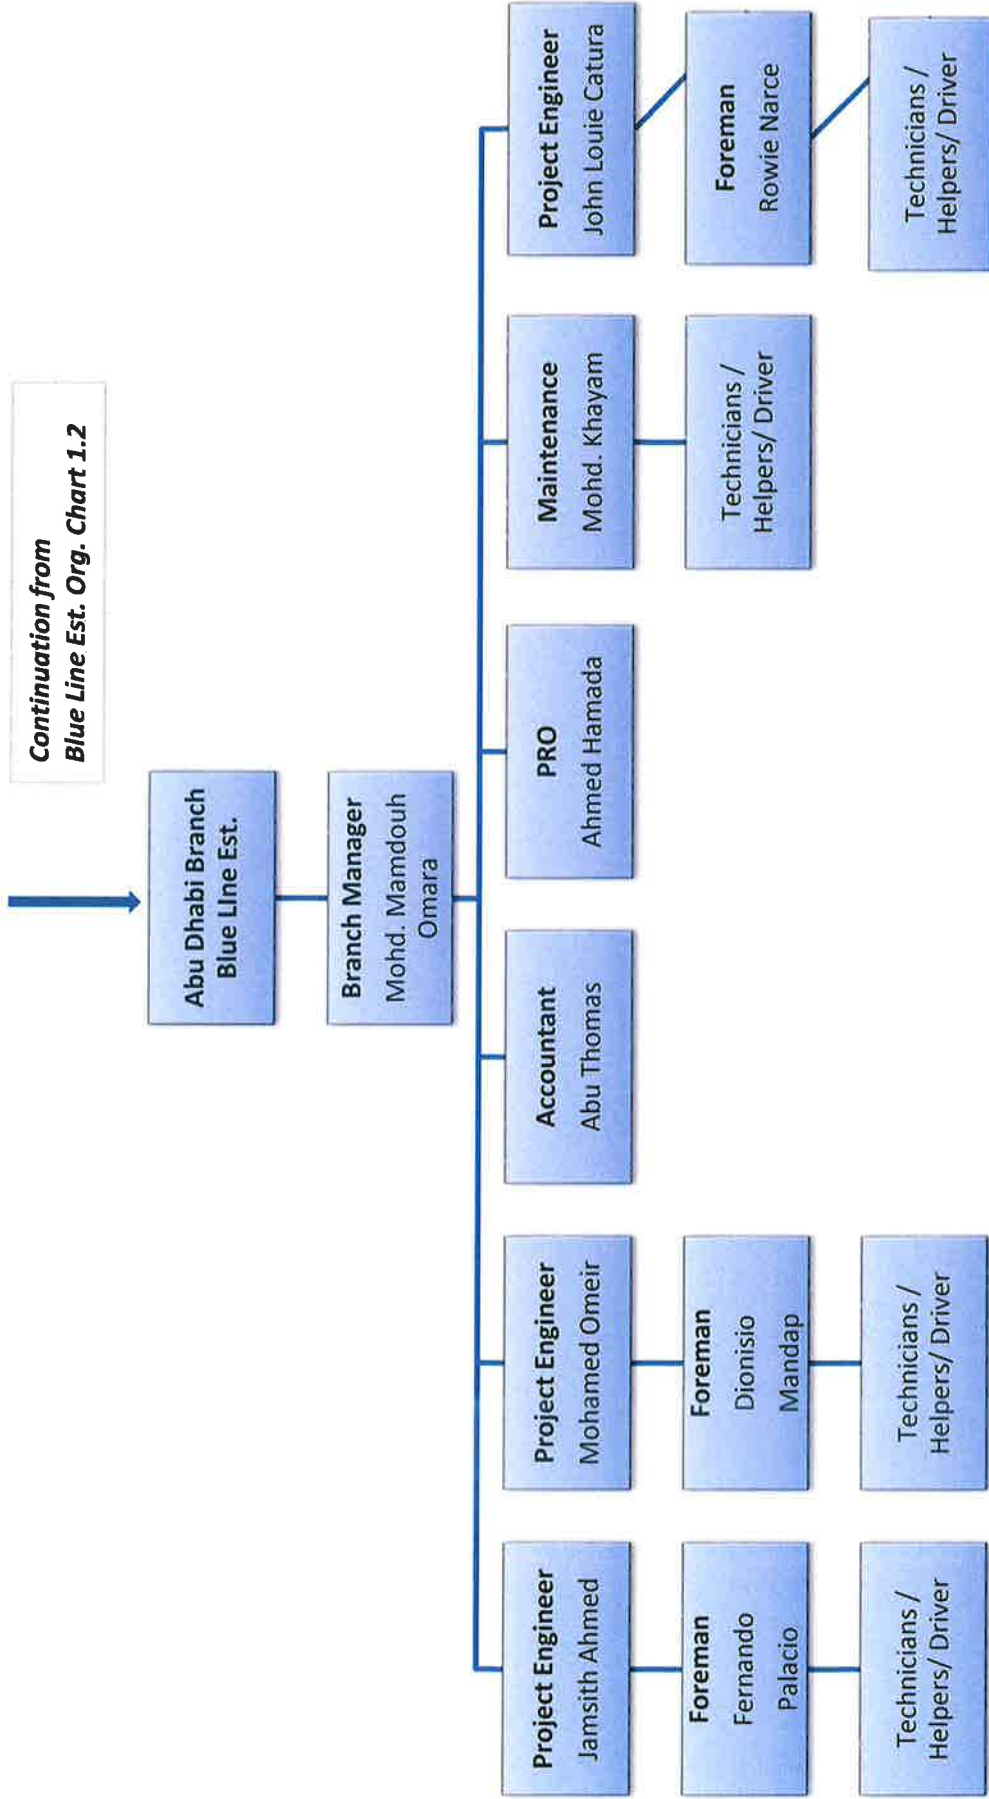 Continuation from
Blue Line Est. Org. Chart 1.2
Abu Dhabi Branch
Blue LIne Est.
Branch Manager
Mohd. Mamdouh
Omara
Project Engineer
Jamsith Ahmed
Project Engineer
Mohamed Omeir
Accountant
Abu Thomas
PRO
Ahmed Hamada
Maintenance
Mohd. Khayam
Project Engineer
John Louie Catura
Foreman
Fernando
Palacio
Foreman
Dionisio
Mandap
Technicians /
Helpers/ Driver
Foreman
Rowie Narce
Technicians /
Helpers/ Driver
Technicians /
Helpers/ Driver
Technicians /
Helpers/ Driver